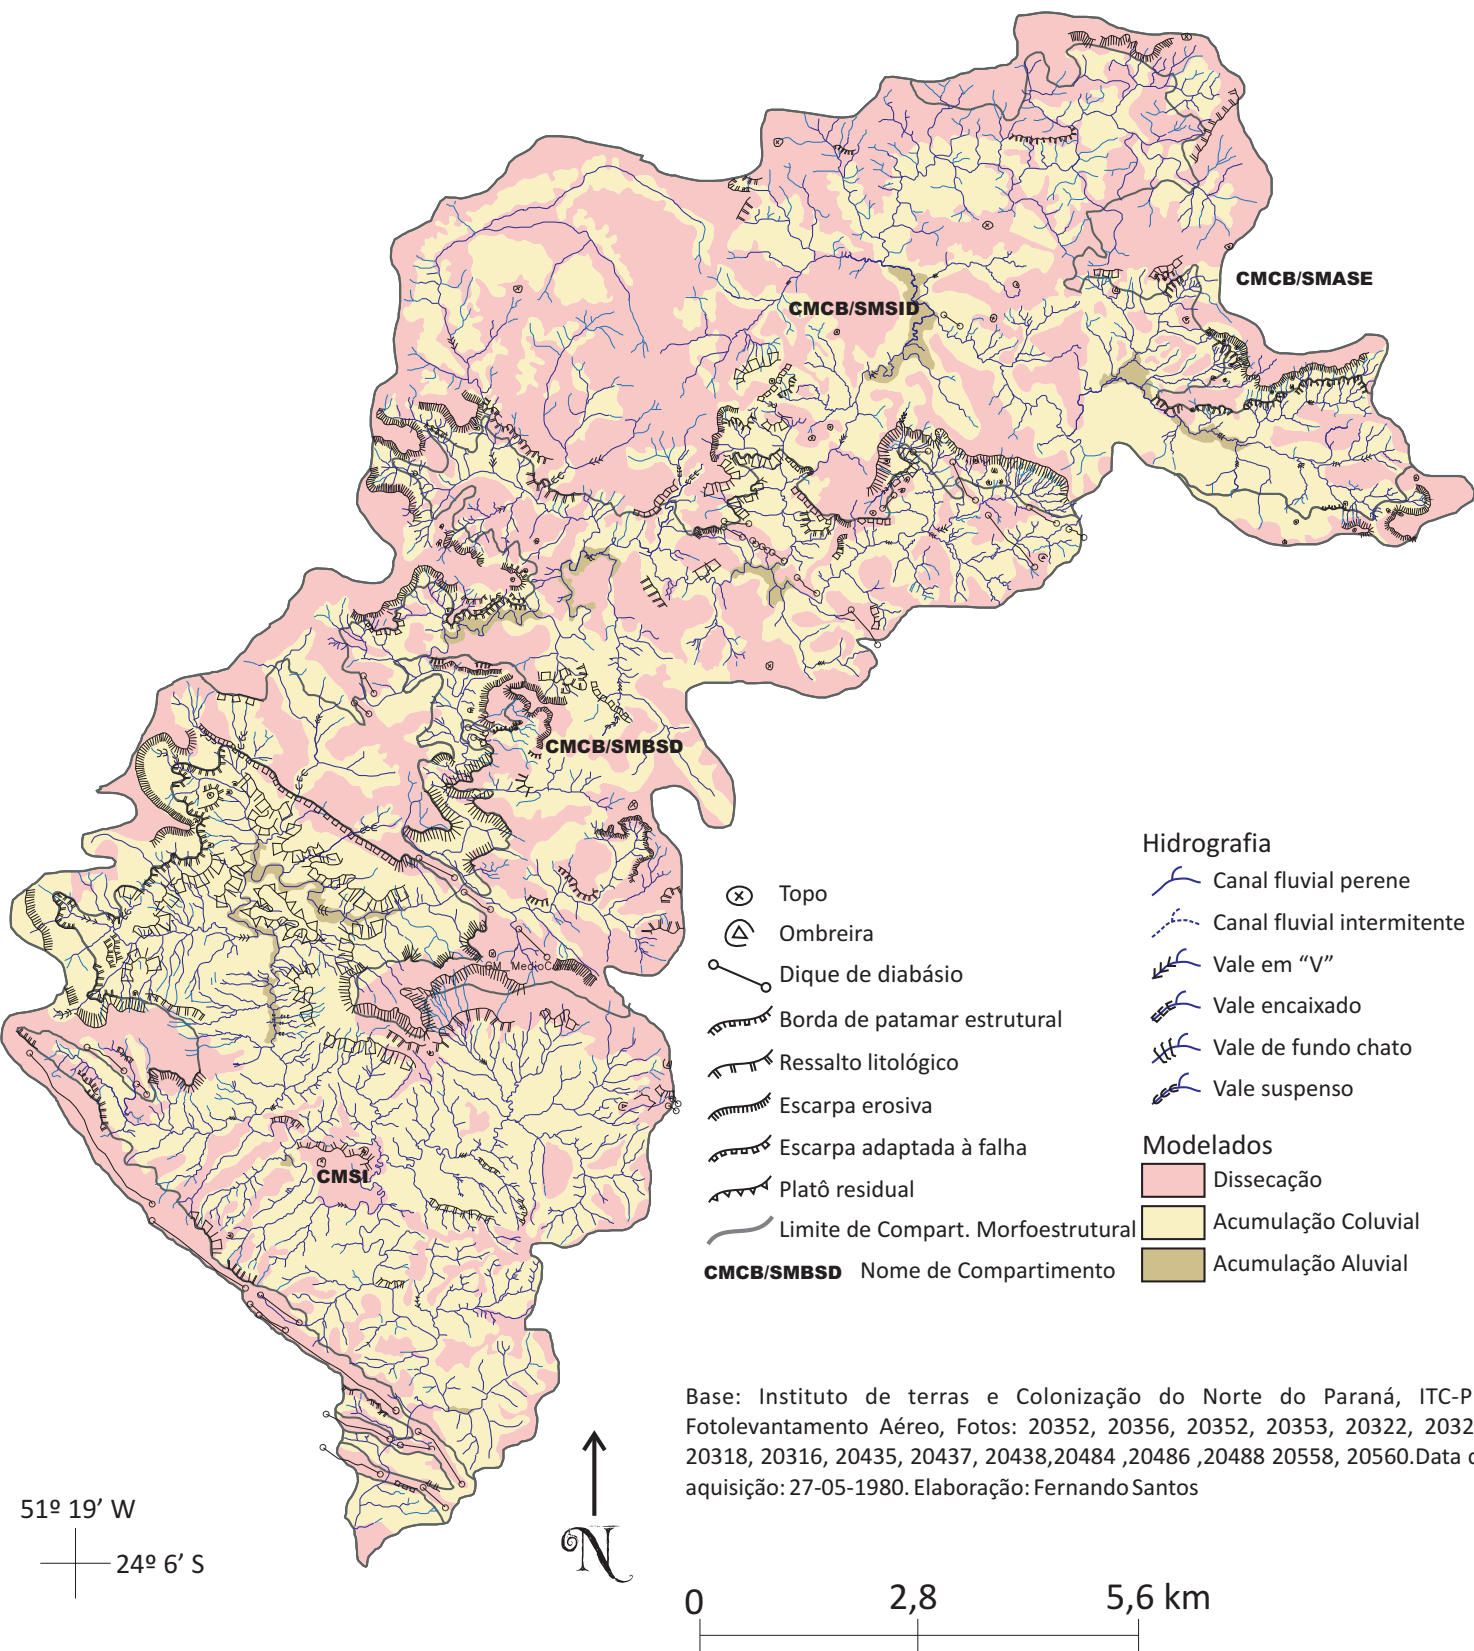 CMCB/SMASE
CMCB/SMSID
CMCB/SMBSD
CM_MedioC
CMSI
Topo
Ombreira
Dique de diabásio
Borda de patamar estrutural
Ressalto litológico
Escarpa erosiva
Escarpa adaptada à falha
Platô residual
Limite de Compart. Morfoestrutural
CMCB/SMBSD Nome de Compartimento
Hidrografia
Canal fluvial perene
Canal fluvial intermitente
Vale em “V”
Vale encaixado
Vale de fundo chato
Vale suspenso
Modelados
Dissecação
Acumulação Coluvial
Acumulação Aluvial
Base: Instituto de terras e Colonização do Norte do Paraná, ITC-P
Fotolevantamento Aéreo, Fotos: 20352, 20356, 20352, 20353, 20322, 2032
20318, 20316, 20435, 20437, 20438,20484 ,20486 ,20488 20558, 20560.Data
aquisição: 27-05-1980. Elaboração: Fernando Santos
51º 19’ W
24º 6’ S
N
0 2,8 5,6 km